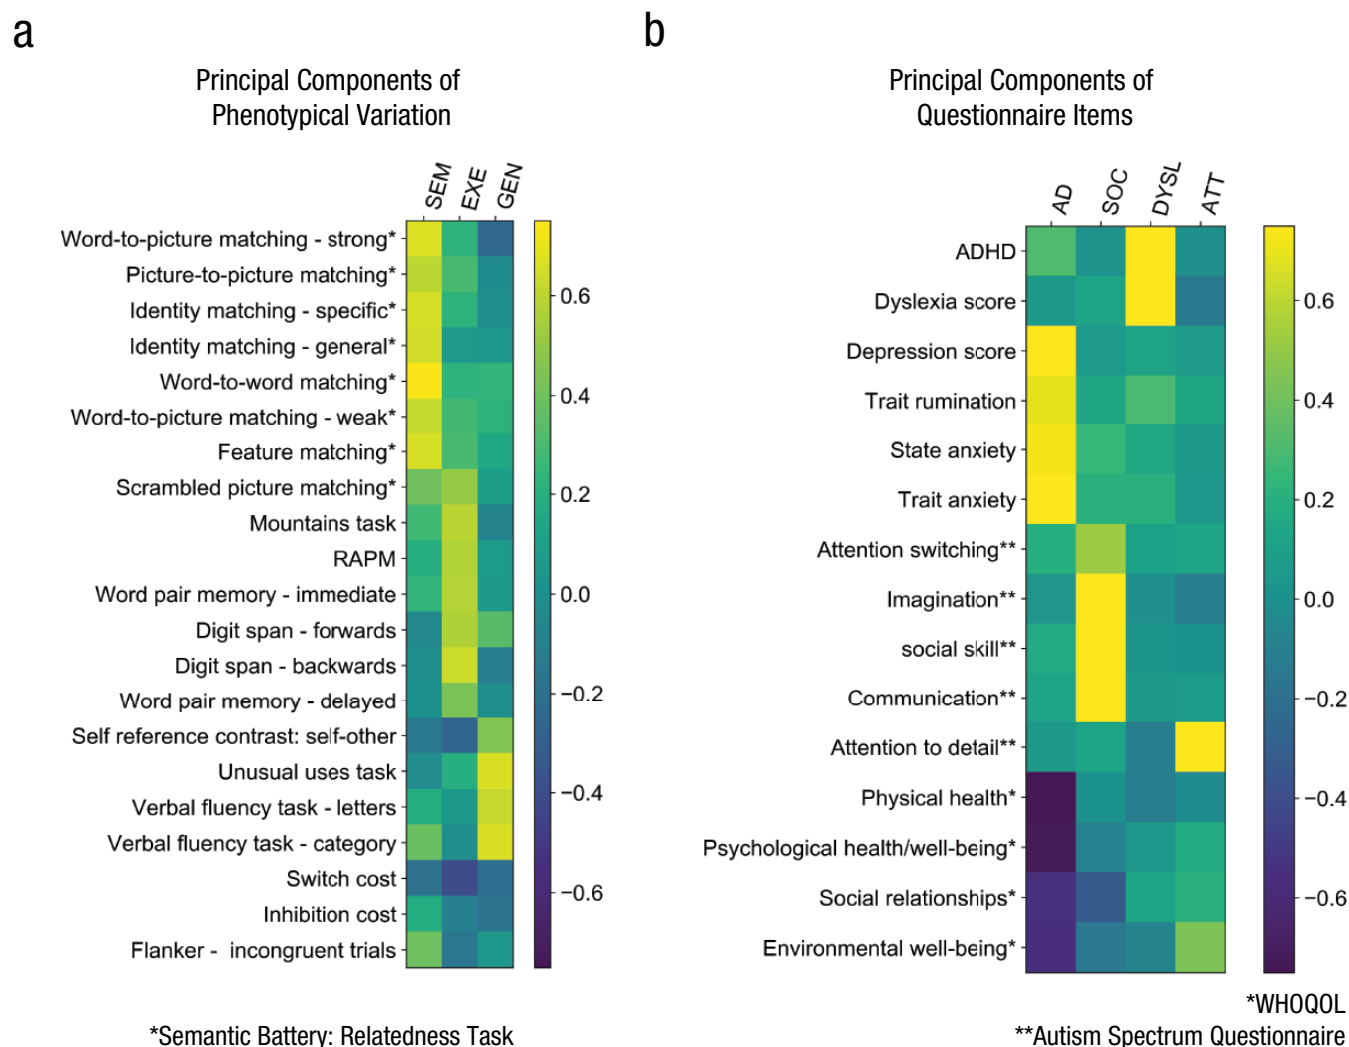 a
Principal Components of
Phenotypical Variation
SEM
EXE
GEN
Word-to-picture matching - strong*
Picture-to-picture matching*
Identity matching - specific*
Identity matching - general*
Word-to-word matching*
Word-to-picture matching - weak*
Feature matching*
Scrambled picture matching*
Mountains task
RAPM
Word pair memory - immediate
Digit span - forwards
Digit span - backwards
Word pair memory - delayed
Self reference contrast: self-other
Unusual uses task
Verbal fluency task - letters
Verbal fluency task - category
Switch cost
Inhibition cost
Flanker - incongruent trials
0.6
0.4
0.2
0.0
−0.2
−0.4
−0.6
*Semantic Battery: Relatedness Task
b
Principal Components of
Questionnaire Items
AD
SOC
DYSL
ATT
ADHD
Dyslexia score
Depression score
Trait rumination
State anxiety
Trait anxiety
Attention switching**
Imagination**
social skill**
Communication**
Attention to detail**
Physical health*
Psychological health/well-being*
Social relationships*
Environmental well-being*
0.6
0.4
0.2
0.0
−0.2
−0.4
−0.6
*WHOQOL
**Autism Spectrum Questionnaire